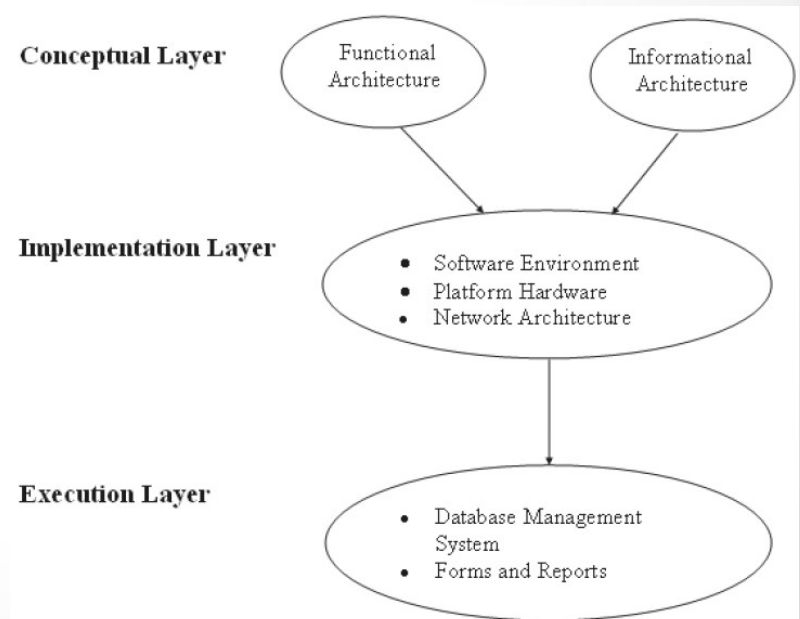 Conceptual Layer
Functional
Architecture
Informational
Architecture
Implementation Layer
• Software Environment
• Platform Hardware
• Network Architecture
Execution Layer
• Database Management
System
• Forms and Reports